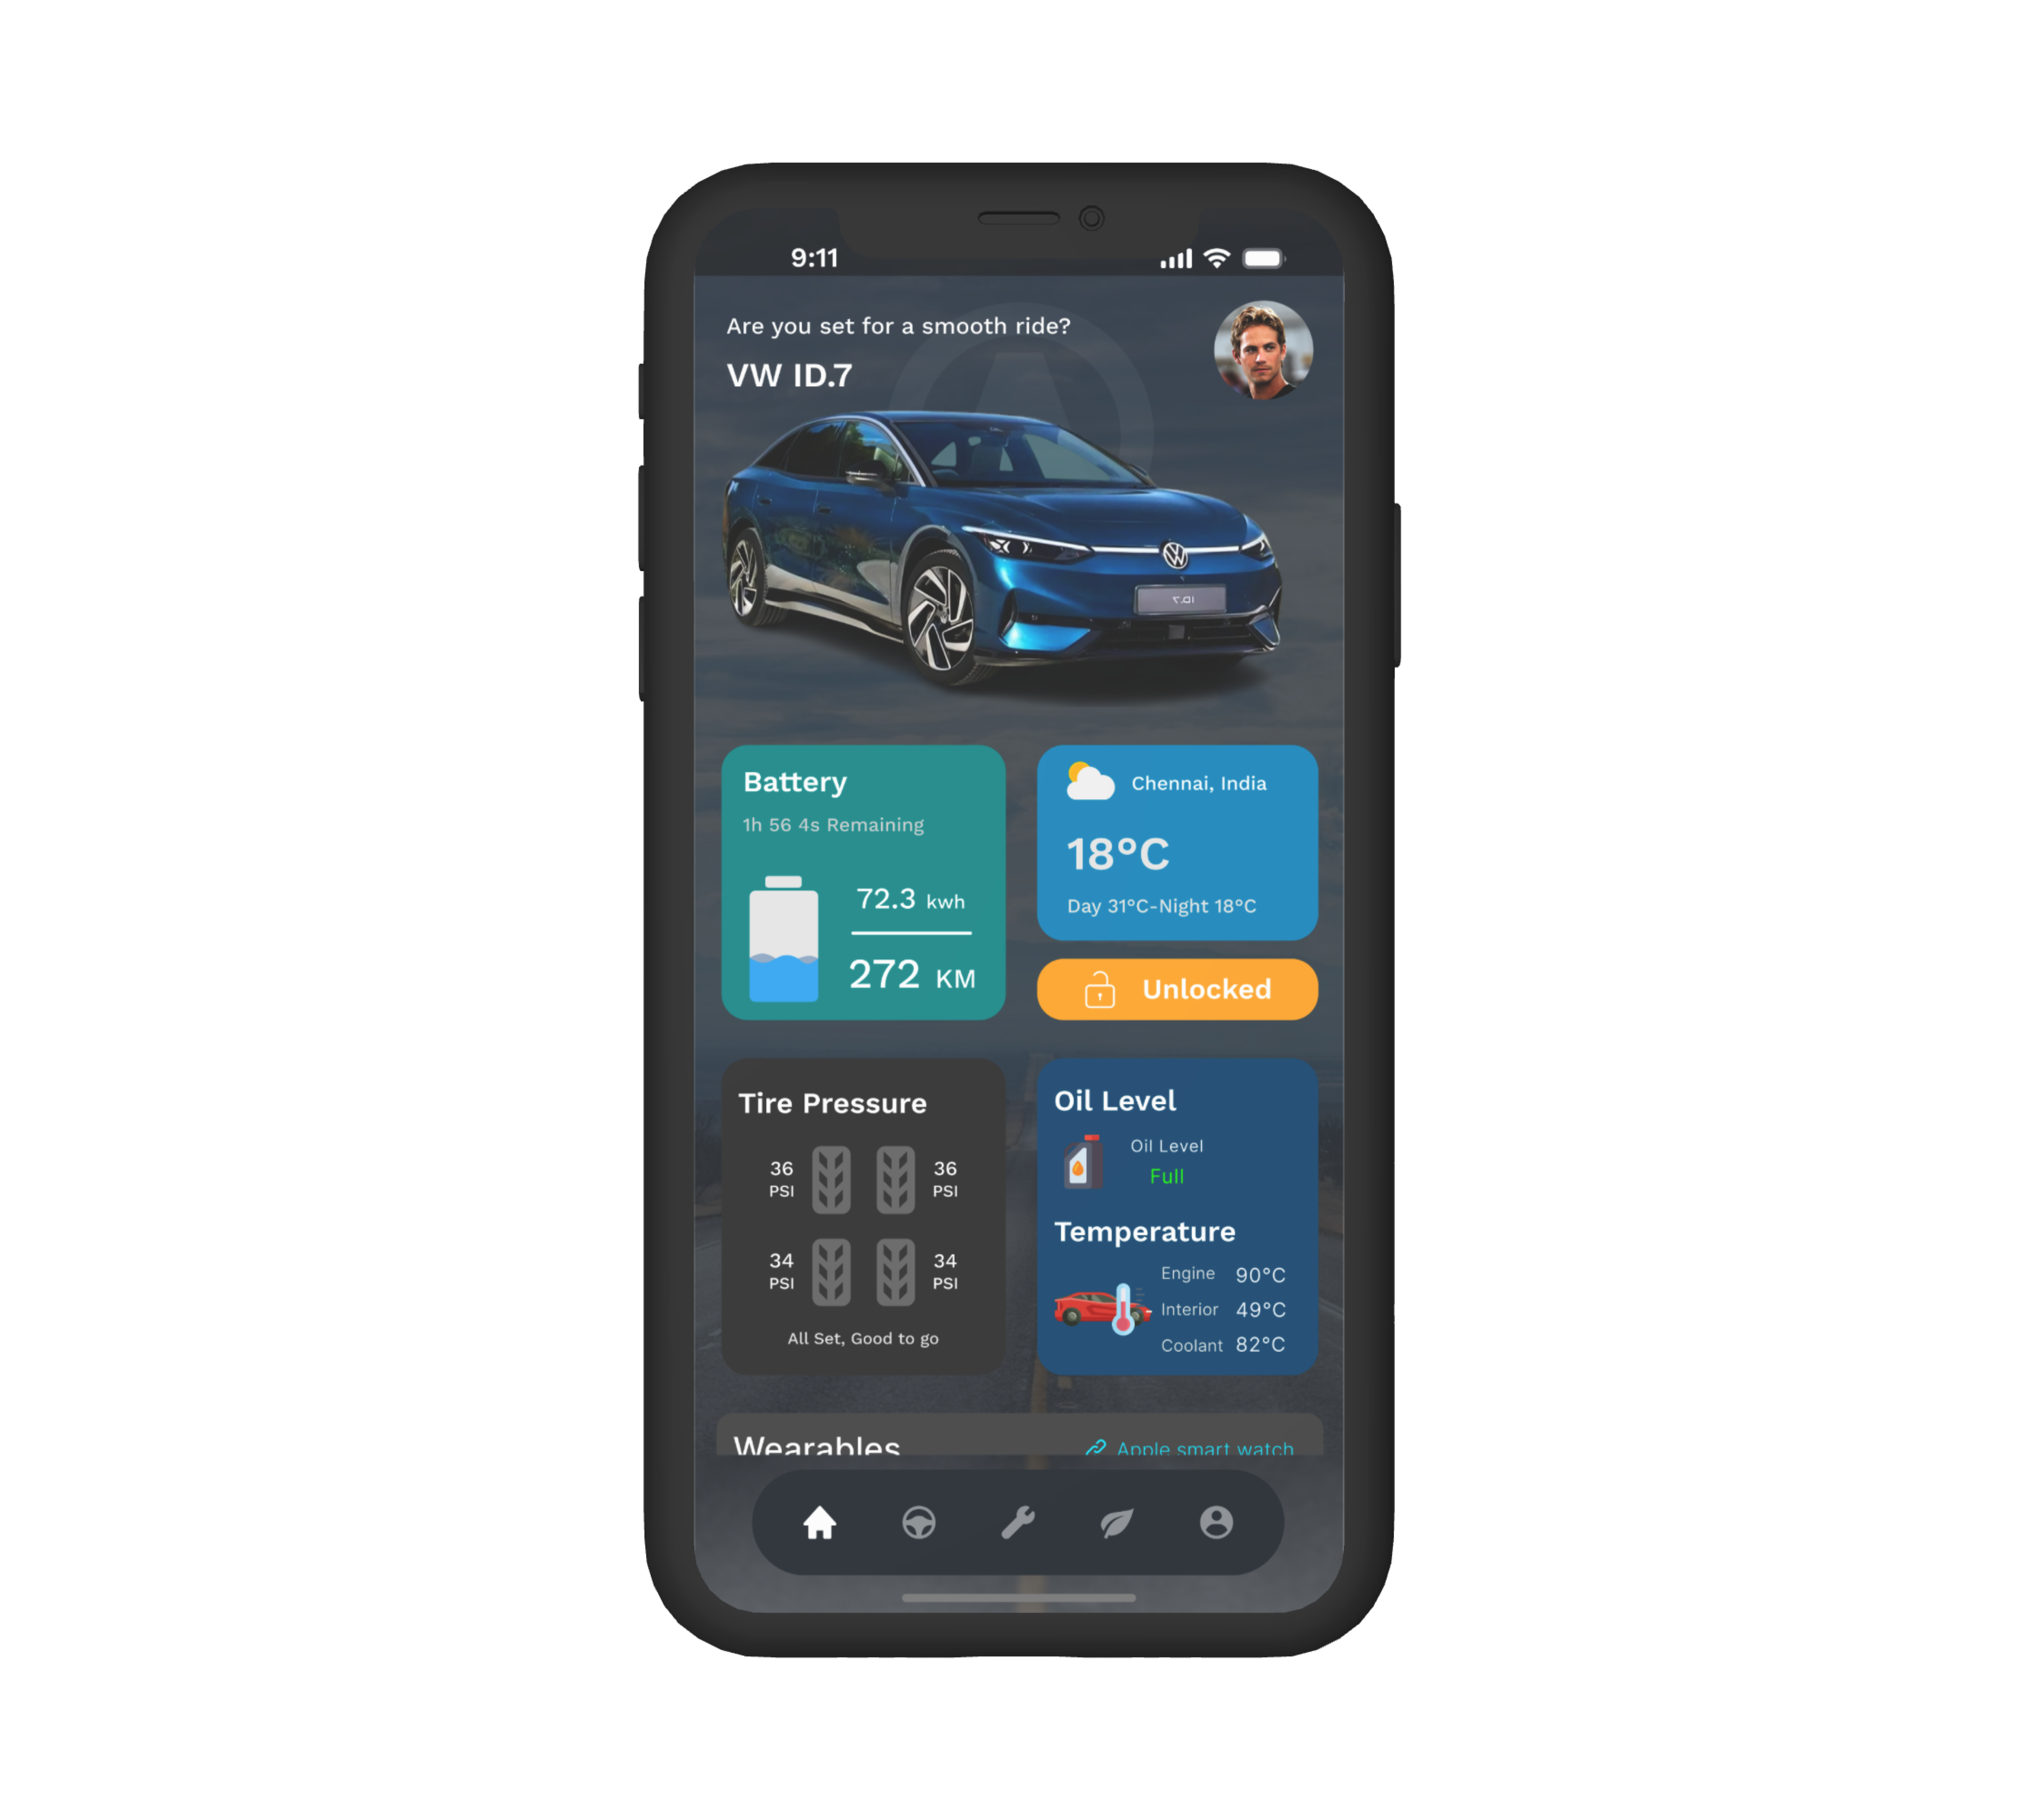 9:11
Are you set for a smooth ride?
VW ID.7
ID.7
Battery
1h 56 4s Remaining
72.3 kwh
272 KM
Chennai, India
18°C
Day 31°C-Night 18°C
Unlocked
Tire Pressure
36 PSI
36 PSI
34 PSI
34 PSI
All Set, Good to go
Oil Level
Oil Level
Full
Temperature
Engine 90°C
Interior 49°C
Coolant 82°C
Wearables
Apple smart watch